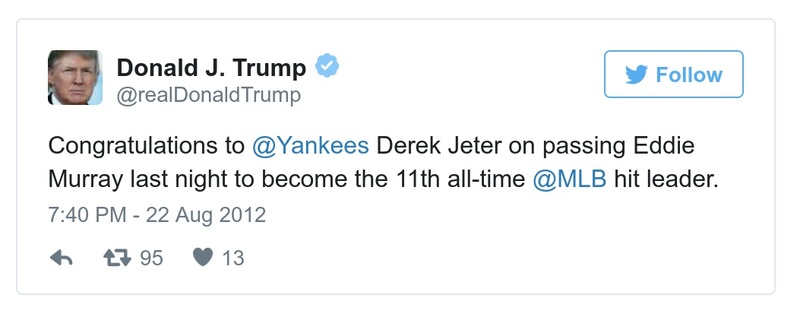 Donald J. Trump
@realDonaldTrump
Follow
Congratulations to @Yankees Derek Jeter on passing Eddie
Murray last night to become the 11th all-time @MLB hit leader.
7:40 PM - 22 Aug 2012
95 13